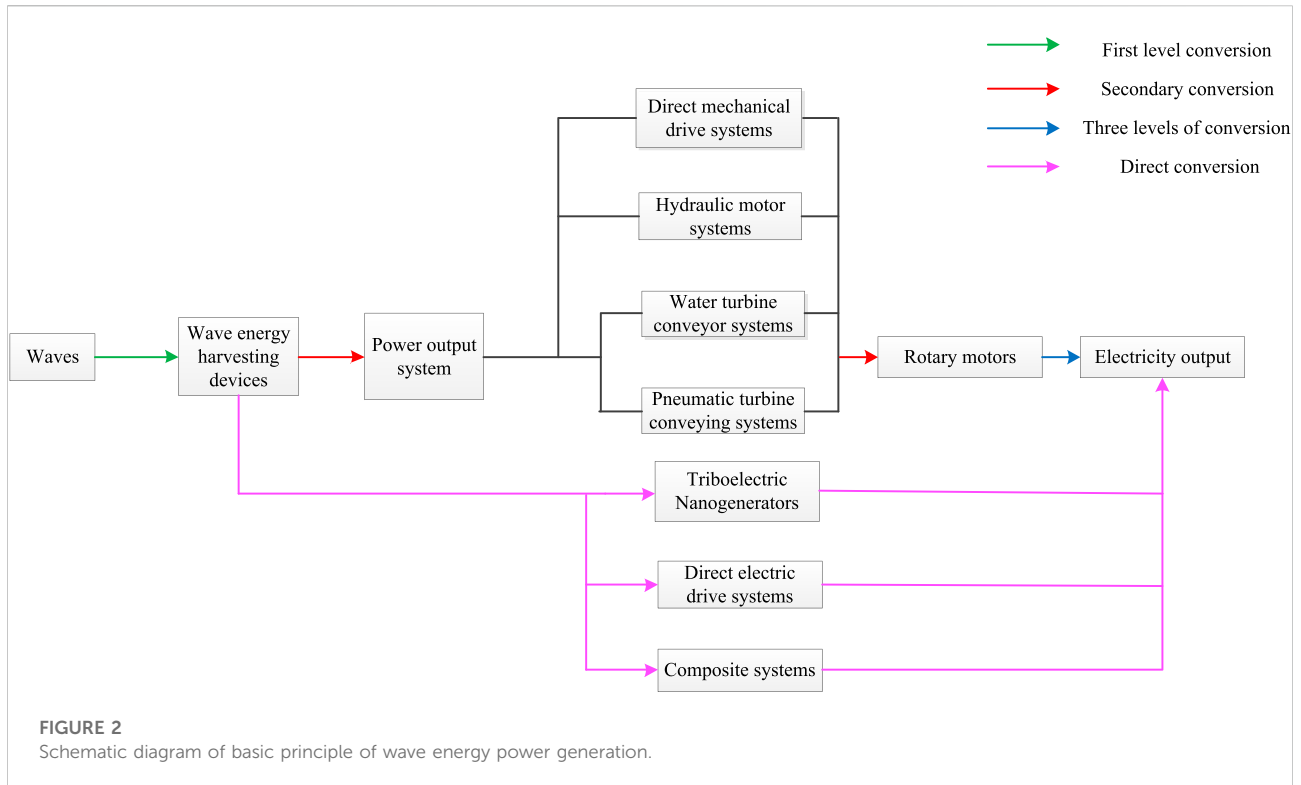 First level conversion
Secondary conversion
Three levels of conversion
Direct conversion
Direct mechanical
drive systems
Hydraulic motor
systems
Water turbine
conveyor systems
Pneumatic turbine
conveying systems
Waves
Wave energy
harvesting
devices
Power output
system
Rotary motors
Electricity output
Triboelectric
Nanogenerators
Direct electric
drive systems
Composite systems
FIGURE 2
Schematic diagram of basic principle of wave energy power generation.